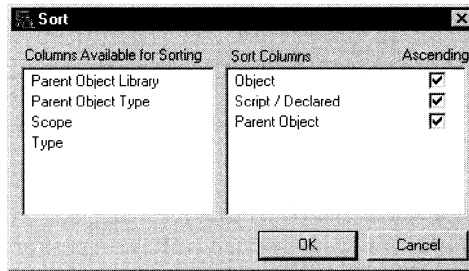 Sort
Columns Available for Sorting Sort Columns Ascending
Parent Object Library Object
Parent Object Type Script / Declared
Scope Parent Object
Type
OK Cancel